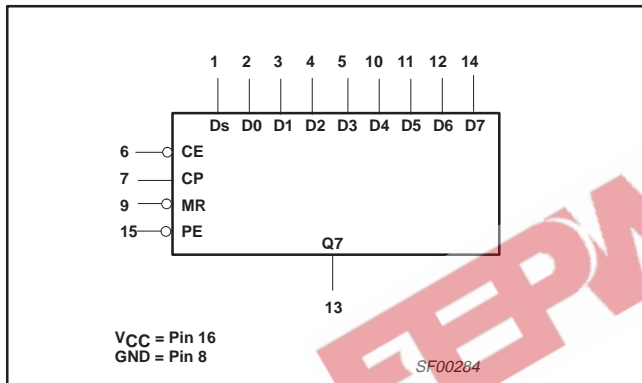 1 2 3 4 5 10 11 12 14
Ds D0 D1 D2 D3 D4 D5 D6 D7
6 CE
7 CP
9 MR
15 PE
Q7
13
VCC = Pin 16
GND = Pin 8
SF00284
EEPW